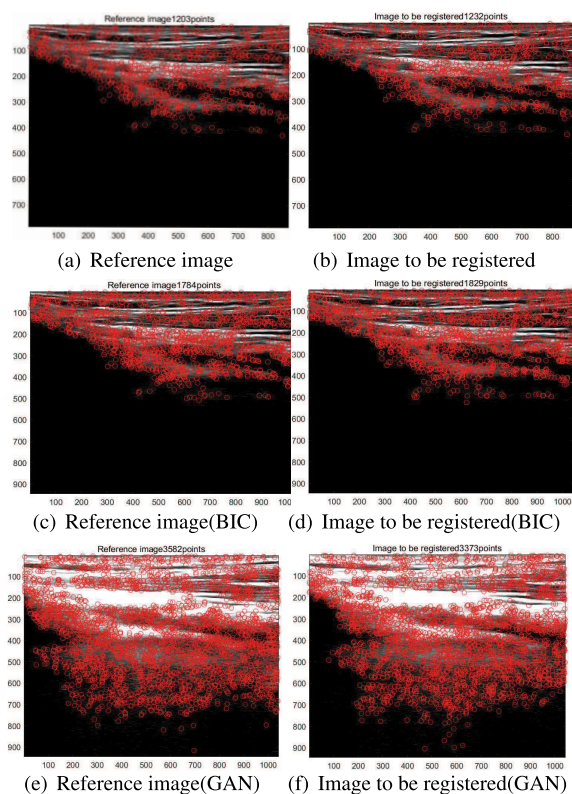 Reference image1203points
Image to be registered1232points
100
200
300
400
500
600
700
100 200 300 400 500 600 700 800
100
200
300
400
500
600
700
100 200 300 400 500 600 700 800
(a) Reference image
(b) Image to be registered
Reference image1784points
Image to be registered1829points
100
200
300
400
500
600
700
800
900
100 200 300 400 500 600 700 800 900 1000
100
200
300
400
500
600
700
800
900
100 200 300 400 500 600 700 800 900 1000
(c) Reference image(BIC)
(d) Image to be registered(BIC)
Reference image3582points
Image to be registered3373points
100
200
300
400
500
600
700
800
900
100 200 300 400 500 600 700 800 900 1000
100
200
300
400
500
600
700
800
900
100 200 300 400 500 600 700 800 900 1000
(e) Reference image(GAN)
(f) Image to be registered(GAN)